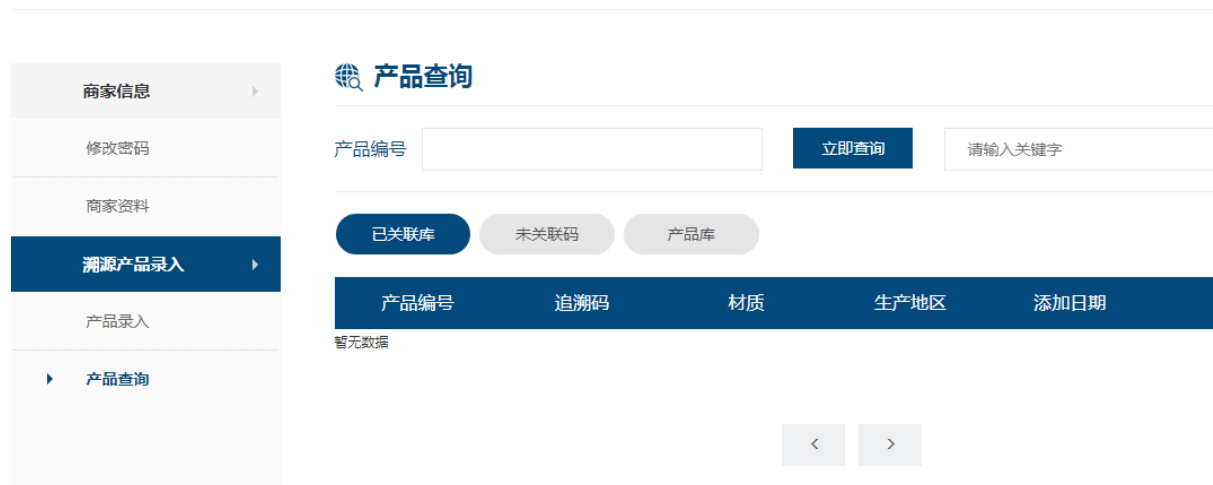 商家信息
修改密码
商家资料
溯源产品录入
产品录入
产品查询
产品查询
产品编号 立即查询 请输入关键字
已关联库 未关联码 产品库
产品编号 追溯码 材质 生产地区 添加日期
暂无数据
< >